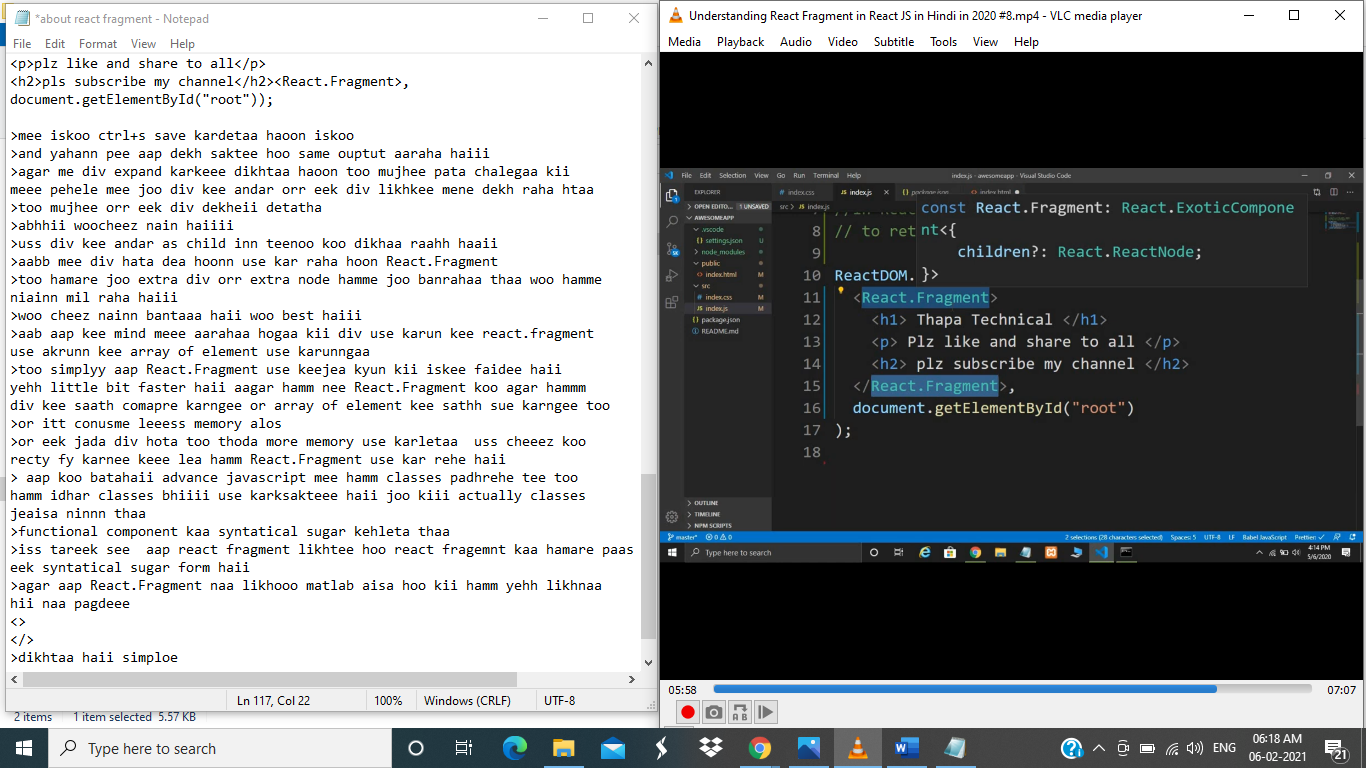 *about react fragment - Notepad
File Edit Format View Help
<p>plz like and share to all</p>
<h2>pls subscribe my channel</h2><React.Fragment>,
document.getElementById("root"));
>mee iskoo ctrl+s save kardetaa haoon iskoo
>and yahann pee aap dekh saktee hoo same ouptut aaraha haiii
>agar me div expand karkeee dikhtaa haoon too mujhee pata chalegaa kii
meee pehele mee joo div kee andar orr eek div likhkee mene dekh raha htaa
>too mujhee orr eek div dekheii detatha
>abhhii woocheez nain haiiii
>uss div kee andar as child inn teenoo koo dikhaa raahh haaii
>aabb mee div hata dea hoonn use kar raha hoon React.Fragment
>too hamare joo extra div orr extra node hamme joo banrahaa thaa woo hamme
niainn mil raha haiii
>woo cheez nainn bantaaa haii woo best haiii
>aab aap kee mind meee aarahaa hogaa kii div use karun kee react.fragment
use akrunn kee array of element use karunngaa
>too simplyy aap React.Fragment use keejea kyun kii iskee faidee haii
yehh little bit faster haii aagar hamm nee React.Fragment koo agar hammm
div kee saath comapre karngee or array of element kee sathh sue karngee too
>or itt conusme leeess memory alos
>or eek jada div hota too thoda more memory use karletaa  uss cheeez koo
recty fy karnee keee lea hamm React.Fragment use kar rehe haii
> aap koo batahaii advance javascript mee hamm classes padhrehe tee too
hamm idhar classes bhiiii use karksakteee haii joo kiii actually classes
jeaisa ninnn thaa
>functional component kaa syntatical sugar kehleta thaa
>iss tareek see  aap react fragment likhtee hoo react fragemnt kaa hamare paas
eek syntatical sugar form haii
>agar aap React.Fragment naa likhooo matlab aisa hoo kii hamm yehh likhnaa
hii naa pagdeee
<>
</>
>dikhtaa haii simploe
Ln 117, Col 22 100% Windows (CRLF) UTF-8
2 items 1 item selected 5.57 KB
Understanding React Fragment in React JS in Hindi in 2020 #8.mp4 - VLC media player
Media Playback Audio Video Subtitle Tools View Help
File Edit Selection View Go Run Terminal Help index.js - awesomeapp - Visual Studio Code
EXPLORER
OPEN EDITO... 1 UNSAVED
AWESOMEAPP
.vscode
settings.json U
node_modules
public
index.html M
src
index.css M
index.js M
package.json
README.md
OUTLINE
TIMELINE
NPM SCRIPTS
index.css index.js package.json index.html
src > index.js
const React.Fragment: React.ExoticCompone
nt<{
children?: React.ReactNode;
}>
8 // to ret
9
10 ReactDOM.
11 <React.Fragment>
12 <h1> Thapa Technical </h1>
13 <p> Plz like and share to all </p>
14 <h2> plz subscribe my channel </h2>
15 </React.Fragment>,
16 document.getElementById("root")
17 );
18
master* 0 0 2 selections (28 characters selected) Spaces: 5 UTF-8 LF Babel JavaScript Prettier: ✓
Type here to search 4:14 PM
5/6/2020
05:58 07:07
Type here to search ENG 06:18 AM
06-02-2021 21